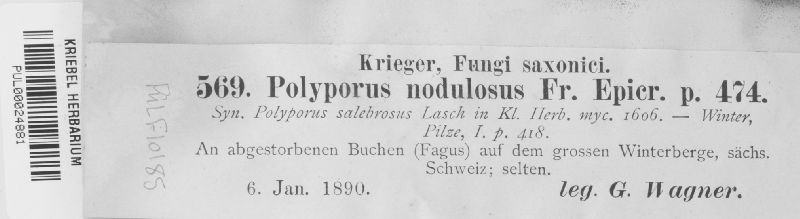 KRIEBEL HERBARIUM
PUL00024881
PULF10185
Krieger, Fungi saxonici.
569. Polyporus nodulosus Fr. Epicr. p. 474.
Syn. Polyporus salebrosus Lasch in Kl. Herb. myc. 1606. — Winter,
Pilze, I. p. 418.
An abgestorbenen Buchen (Fagus) auf dem grossen Winterberge, sächs.
Schweiz; selten.
6. Jan. 1890.
leg. G. Wagner.